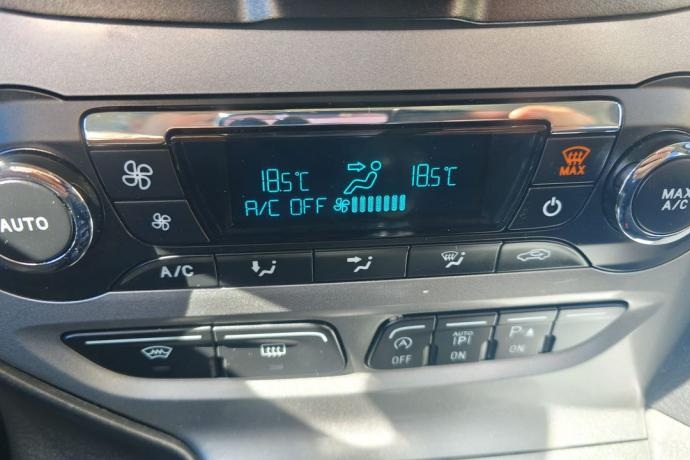 18.5°C 18.5°C
A/C OFF
MAX
AUTO
MAX
A/C
A/C
OFF
AUTO
P
ON
P
ON